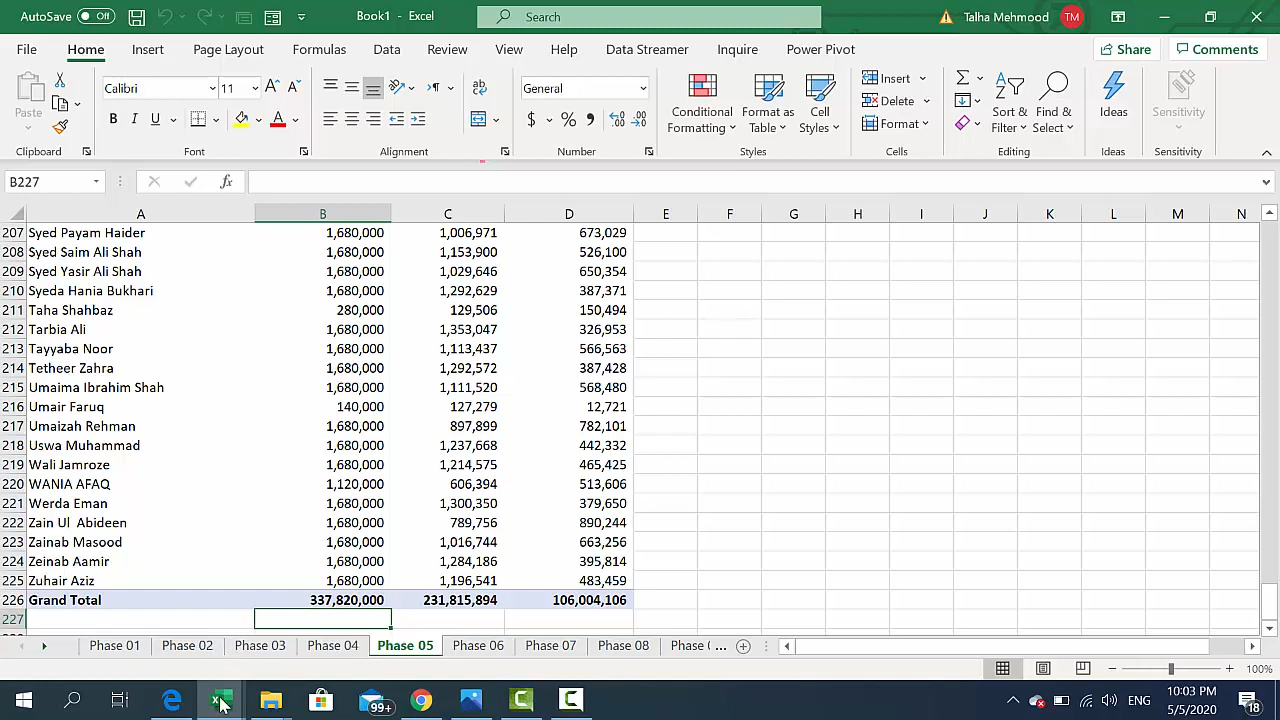 AutoSave Off Book1 - Excel Search Talha Mehmood TM
File Home Insert Page Layout Formulas Data Review View Help Data Streamer Inquire Power Pivot Share Comments
Paste Calibri 11 General Conditional Formatting Format as Table Cell Styles Insert Delete Format Sort & Filter Find & Select Ideas Sensitivity
Clipboard Font Alignment Number Styles Cells Editing Ideas Sensitivity
B227 fx
A B C D E F G H I J K L M N
207 Syed Payam Haider 1,680,000 1,006,971 673,029
208 Syed Saim Ali Shah 1,680,000 1,153,900 526,100
209 Syed Yasir Ali Shah 1,680,000 1,029,646 650,354
210 Syeda Hania Bukhari 1,680,000 1,292,629 387,371
211 Taha Shahbaz 280,000 129,506 150,494
212 Tarbia Ali 1,680,000 1,353,047 326,953
213 Tayyaba Noor 1,680,000 1,113,437 566,563
214 Tetheer Zahra 1,680,000 1,292,572 387,428
215 Umaima Ibrahim Shah 1,680,000 1,111,520 568,480
216 Umair Faruq 140,000 127,279 12,721
217 Umaizah Rehman 1,680,000 897,899 782,101
218 Uswa Muhammad 1,680,000 1,237,668 442,332
219 Wali Jamroze 1,680,000 1,214,575 465,425
220 WANIA AFAQ 1,120,000 606,394 513,606
221 Werda Eman 1,680,000 1,300,350 379,650
222 Zain Ul Abideen 1,680,000 789,756 890,244
223 Zainab Masood 1,680,000 1,016,744 663,256
224 Zeinab Aamir 1,680,000 1,284,186 395,814
225 Zuhair Aziz 1,680,000 1,196,541 483,459
226 Grand Total 337,820,000 231,815,894 106,004,106
227
Phase 01 Phase 02 Phase 03 Phase 04 Phase 05 Phase 06 Phase 07 Phase 08 Phase ...
100%
99+ ENG 10:03 PM
5/5/2020 18